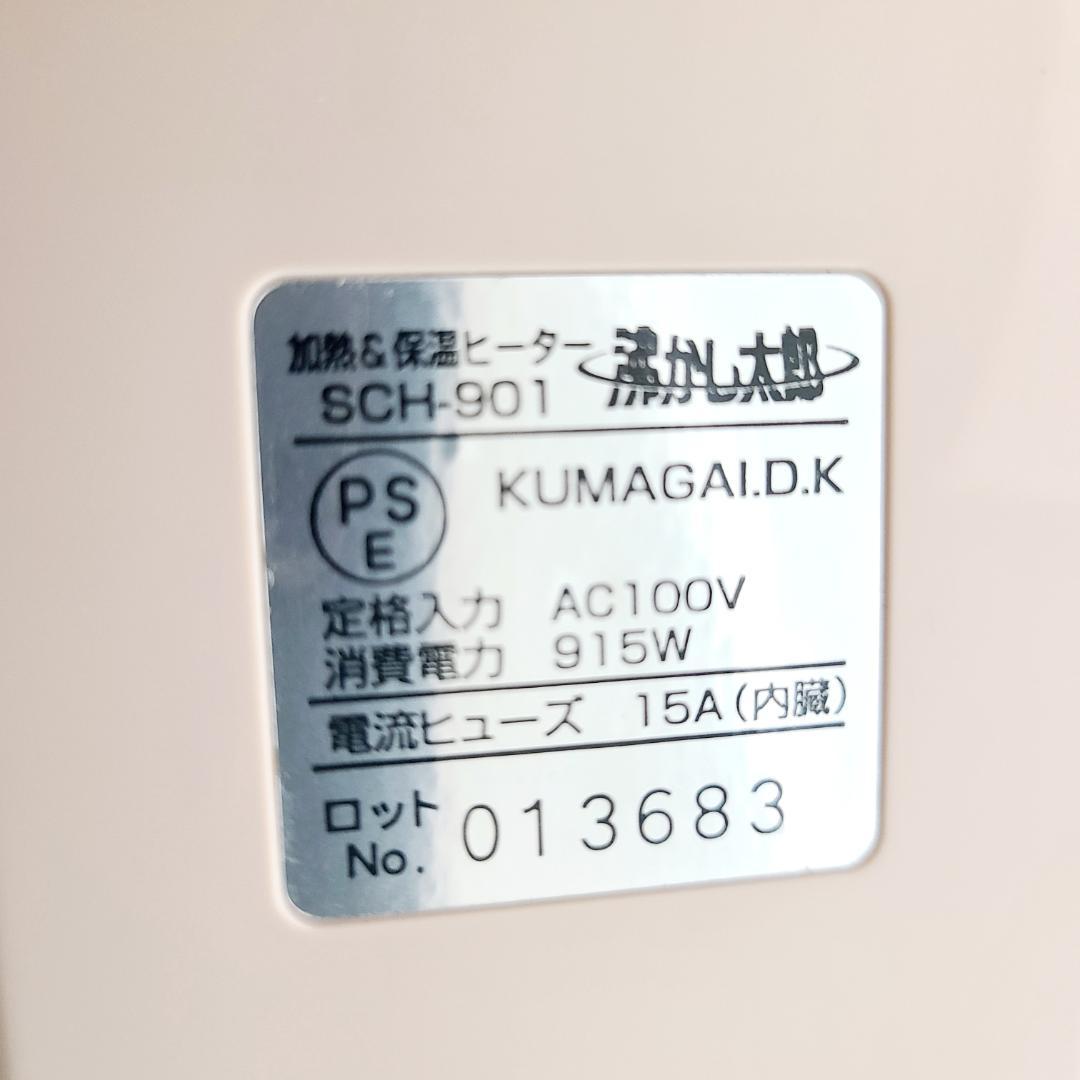 加熱&保温ヒーター 沸かし太郎
SCH-901
PS
E
KUMAGAI.D.K
定格入力 AC100V
消費電力 915W
電流ヒューズ 15A(内臓)
ロット
No. 013683